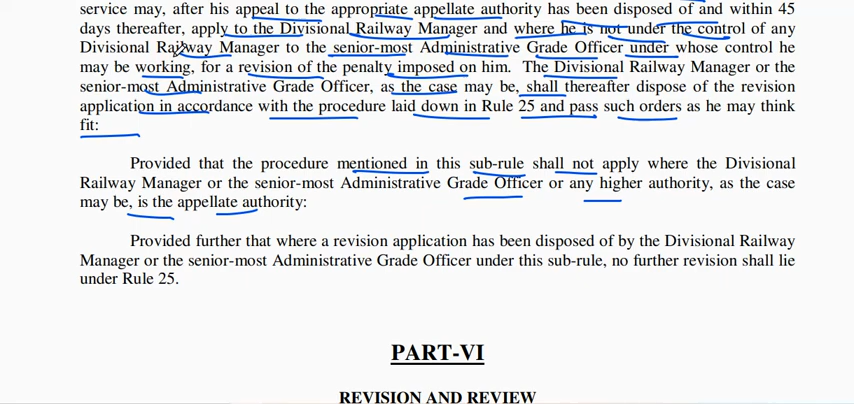 service may, after his appeal to the appropriate appellate authority has been disposed of and within 45
days thereafter, apply to the Divisional Railway Manager and where he is not under the control of any
Divisional Railway Manager to the senior-most Administrative Grade Officer under whose control he
may be working, for a revision of the penalty imposed on him. The Divisional Railway Manager or the
senior-most Administrative Grade Officer, as the case may be, shall thereafter dispose of the revision
application in accordance with the procedure laid down in Rule 25 and pass such orders as he may think
fit:
Provided that the procedure mentioned in this sub-rule shall not apply where the Divisional
Railway Manager or the senior-most Administrative Grade Officer or any higher authority, as the case
may be, is the appellate authority:
Provided further that where a revision application has been disposed of by the Divisional Railway
Manager or the senior-most Administrative Grade Officer under this sub-rule, no further revision shall lie
under Rule 25.
PART-VI
REVISION AND REVIEW